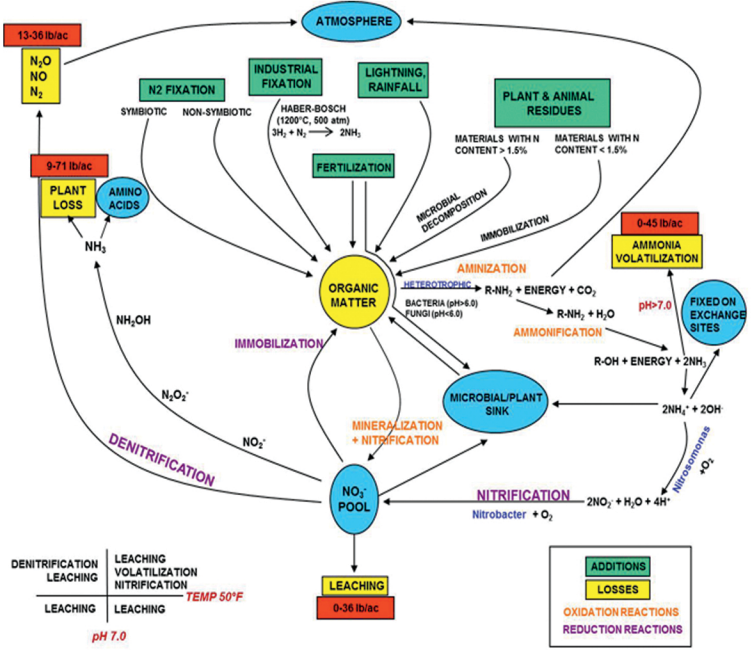 ATMOSPHERE
13-36 lb/ac
N₂O
NO
N₂
N2 FIXATION
SYMBIOTIC
NON-SYMBIOTIC
INDUSTRIAL
FIXATION
HABER-BOSCH
(1200°C, 500 atm)
3H₂ + N₂ → 2NH₃
LIGHTNING,
RAINFALL
PLANT & ANIMAL
RESIDUES
MATERIALS WITH N
CONTENT > 1.5%
MATERIALS WITH N
CONTENT < 1.5%
FERTILIZATION
MICROBIAL
DECOMPOSITION
IMMOBILIZATION
9-71 lb/ac
PLANT
LOSS
AMINO
ACIDS
NH₃
NH₂OH
N₂O₂⁻
NO₂⁻
DENITRIFICATION
ORGANIC
MATTER
AMINIZATION
HETEROTROPHIC
R-NH₂ + ENERGY + CO₂
BACTERIA (pH>6.0)
FUNGI (pH<6.0)
R-NH₂ + H₂O
AMMONIFICATION
R-OH + ENERGY + 2NH₃
0-45 lb/ac
AMMONIA
VOLATILIZATION
pH>7.0
FIXED ON
EXCHANGE
SITES
2NH₄⁺ + 2OH⁻
IMMOBILIZATION
MICROBIAL/PLANT
SINK
MINERALIZATION
+ NITRIFICATION
Nitrosomonas
+O₂
NO₃⁻
POOL
NITRIFICATION
Nitrobacter + O₂
2NO₂⁻ + H₂O + 4H⁺
LEACHING
0-36 lb/ac
DENITRIFICATION
LEACHING
LEACHING
VOLATILIZATION
NITRIFICATION
TEMP 50°F
LEACHING
LEACHING
pH 7.0
ADDITIONS
LOSSES
OXIDATION REACTIONS
REDUCTION REACTIONS